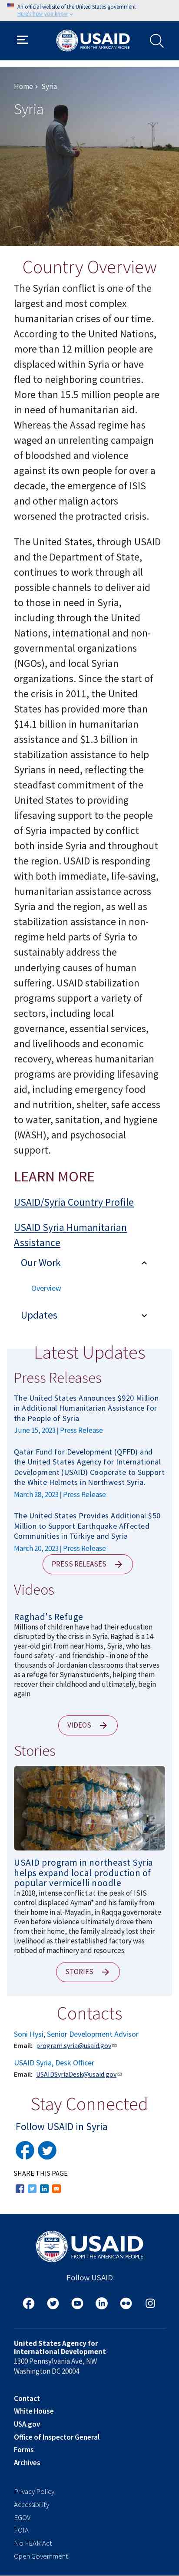 An official website of the United States government
Here's how you know
USAID
FROM THE AMERICAN PEOPLE
Home › Syria
Syria
Country Overview
The Syrian conflict is one of the
largest and most complex
humanitarian crises of our time.
According to the United Nations,
more than 12 million people are
displaced within Syria or have
fled to neighboring countries.
More than 15.5 million people are
in need of humanitarian aid.
Whereas the Assad regime has
waged an unrelenting campaign
of bloodshed and violence
against its own people for over a
decade, the emergence of ISIS
and other malign actors
worsened the protracted crisis.
The United States, through USAID
and the Department of State,
continues to work through all
possible channels to deliver aid
to those in need in Syria,
including through the United
Nations, international and non-
governmental organizations
(NGOs), and local Syrian
organizations. Since the start of
the crisis in 2011, the United
States has provided more than
$14.1 billion in humanitarian
assistance and $1.3 billion in
stabilization assistance to help
Syrians in need, reflecting the
steadfast commitment of the
United States to providing
lifesaving support to the people
of Syria impacted by conflict
both inside Syria and throughout
the region. USAID is responding
with both immediate, life-saving,
humanitarian assistance across
Syria and the region, as well as
stabilization assistance in non-
regime held parts of Syria to
sustainably address the
underlying causes of human
suffering. USAID stabilization
programs support a variety of
sectors, including local
governance, essential services,
and livelihoods and economic
recovery, whereas humanitarian
programs are providing lifesaving
aid, including emergency food
and nutrition, shelter, safe access
to water, sanitation, and hygiene
(WASH), and psychosocial
support.
LEARN MORE
USAID/Syria Country Profile
USAID Syria Humanitarian
Assistance
Our Work
Overview
Updates
Latest Updates
Press Releases
The United States Announces $920 Million
in Additional Humanitarian Assistance for
the People of Syria
June 15, 2023 | Press Release
Qatar Fund for Development (QFFD) and
the United States Agency for International
Development (USAID) Cooperate to Support
the White Helmets in Northwest Syria.
March 28, 2023 | Press Release
The United States Provides Additional $50
Million to Support Earthquake Affected
Communities in Türkiye and Syria
March 20, 2023 | Press Release
PRESS RELEASES
Videos
Raghad's Refuge
Millions of children have had their education
disrupted by the crisis in Syria. Raghad is a 14-
year-old girl from near Homs, Syria, who has
found safety - and friendship - in one of the
thousands of Jordanian classrooms that serves
as a refuge for Syrian students, helping them
recover their childhood and ultimately, begin
again.
VIDEOS
Stories
USAID program in northeast Syria
helps expand local production of
popular vermicelli noodle
In 2018, intense conflict at the peak of ISIS
control displaced Ayman* and his family from
their home in al-Mayadin, in Raqqa governorate.
Even before violence ultimately drove them
from their home, the family already lost their
livelihood as their established factory was
robbed of all machinery and resources.
STORIES
Contacts
Soni Hysi, Senior Development Advisor
Email: program.syria@usaid.gov
USAID Syria, Desk Officer
Email: USAIDSyriaDesk@usaid.gov
Stay Connected
Follow USAID in Syria
SHARE THIS PAGE
USAID
FROM THE AMERICAN PEOPLE
Follow USAID
United States Agency for
International Development
1300 Pennsylvania Ave, NW
Washington DC 20004
Contact
White House
USA.gov
Office of Inspector General
Forms
Archives
Privacy Policy
Accessibility
EGOV
FOIA
No FEAR Act
Open Government